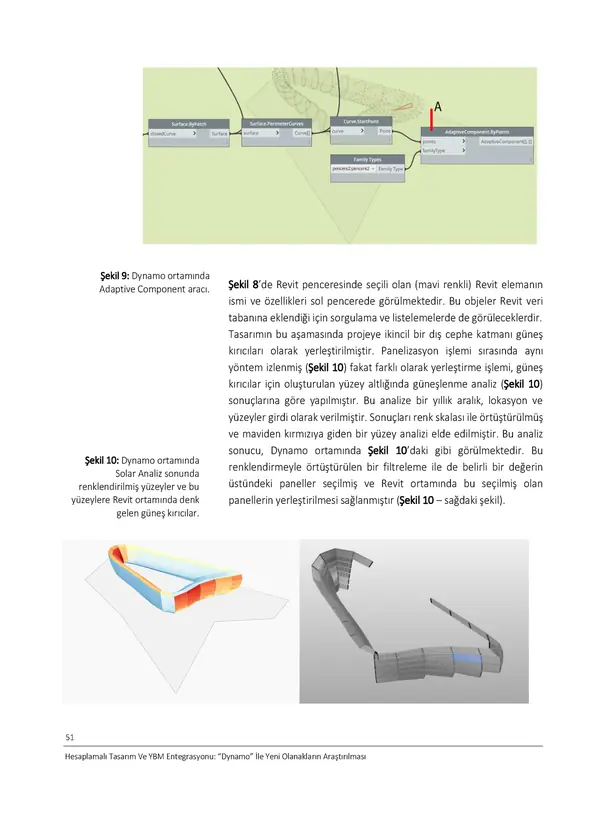 A
Surface.ByPatch
closedCurve > Surface
Surface.PerimeterCurves
surface > Curve[]
Curve.StartPoint
curve > Point
AdaptiveComponent.ByPoints
points > AdaptiveComponent[][]
familyType >
Family Types
pencere2:pencere2 Family Type
Şekil 9: Dynamo ortamında
Adaptive Component aracı.
Şekil 8’de Revit penceresinde seçili olan (mavi renkli) Revit elemanın
ismi ve özellikleri sol pencerede görülmektedir. Bu objeler Revit veri
tabanına eklendiği için sorgulama ve listelemelerde de görüleceklerdir.
Tasarımın bu aşamasında projeye ikincil bir dış cephe katmanı güneş
kırıcıları olarak yerleştirilmiştir. Panelizasyon işlemi sırasında aynı
yöntem izlenmiş (Şekil 10) fakat farklı olarak yerleştirme işlemi, güneş
kırıcılar için oluşturulan yüzey altlığında güneşlenme analiz (Şekil 10)
sonuçlarına göre yapılmıştır. Bu analize bir yıllık aralık, lokasyon ve
yüzeyler girdi olarak verilmiştir. Sonuçları renk skalası ile örtüştürülmüş
ve maviden kırmızıya giden bir yüzey analizi elde edilmiştir. Bu analiz
sonucu, Dynamo ortamında Şekil 10’daki gibi görülmektedir. Bu
renklendirmeyle örtüştürülen bir filtreleme ile de belirli bir değerin
üstündeki paneller seçilmiş ve Revit ortamında bu seçilmiş olan
panellerin yerleştirilmesi sağlanmıştır (Şekil 10 – sağdaki şekil).
Şekil 10: Dynamo ortamında
Solar Analiz sonunda
renklendirilmiş yüzeyler ve bu
yüzeylere Revit ortamında denk
gelen güneş kırıcılar.
51
Hesaplamalı Tasarım Ve YBM Entegrasyonu: “Dynamo” İle Yeni Olanakların Araştırılması